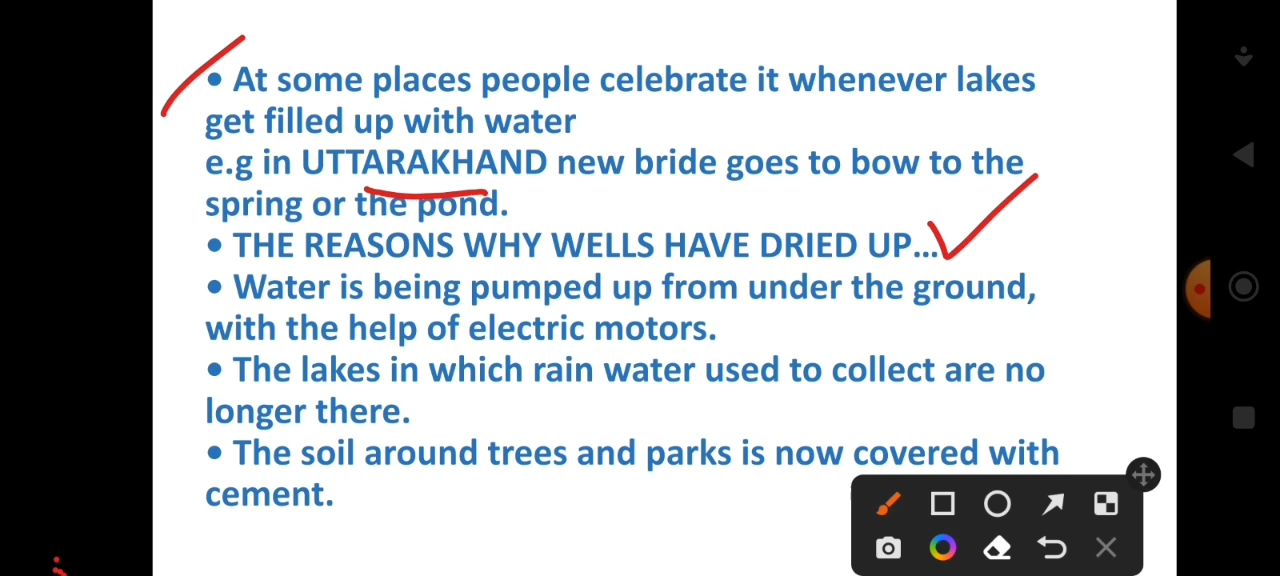 • At some places people celebrate it whenever lakes
get filled up with water
e.g in UTTARAKHAND new bride goes to bow to the
spring or the pond.
• THE REASONS WHY WELLS HAVE DRIED UP...
• Water is being pumped up from under the ground,
with the help of electric motors.
• The lakes in which rain water used to collect are no
longer there.
• The soil around trees and parks is now covered with
cement.